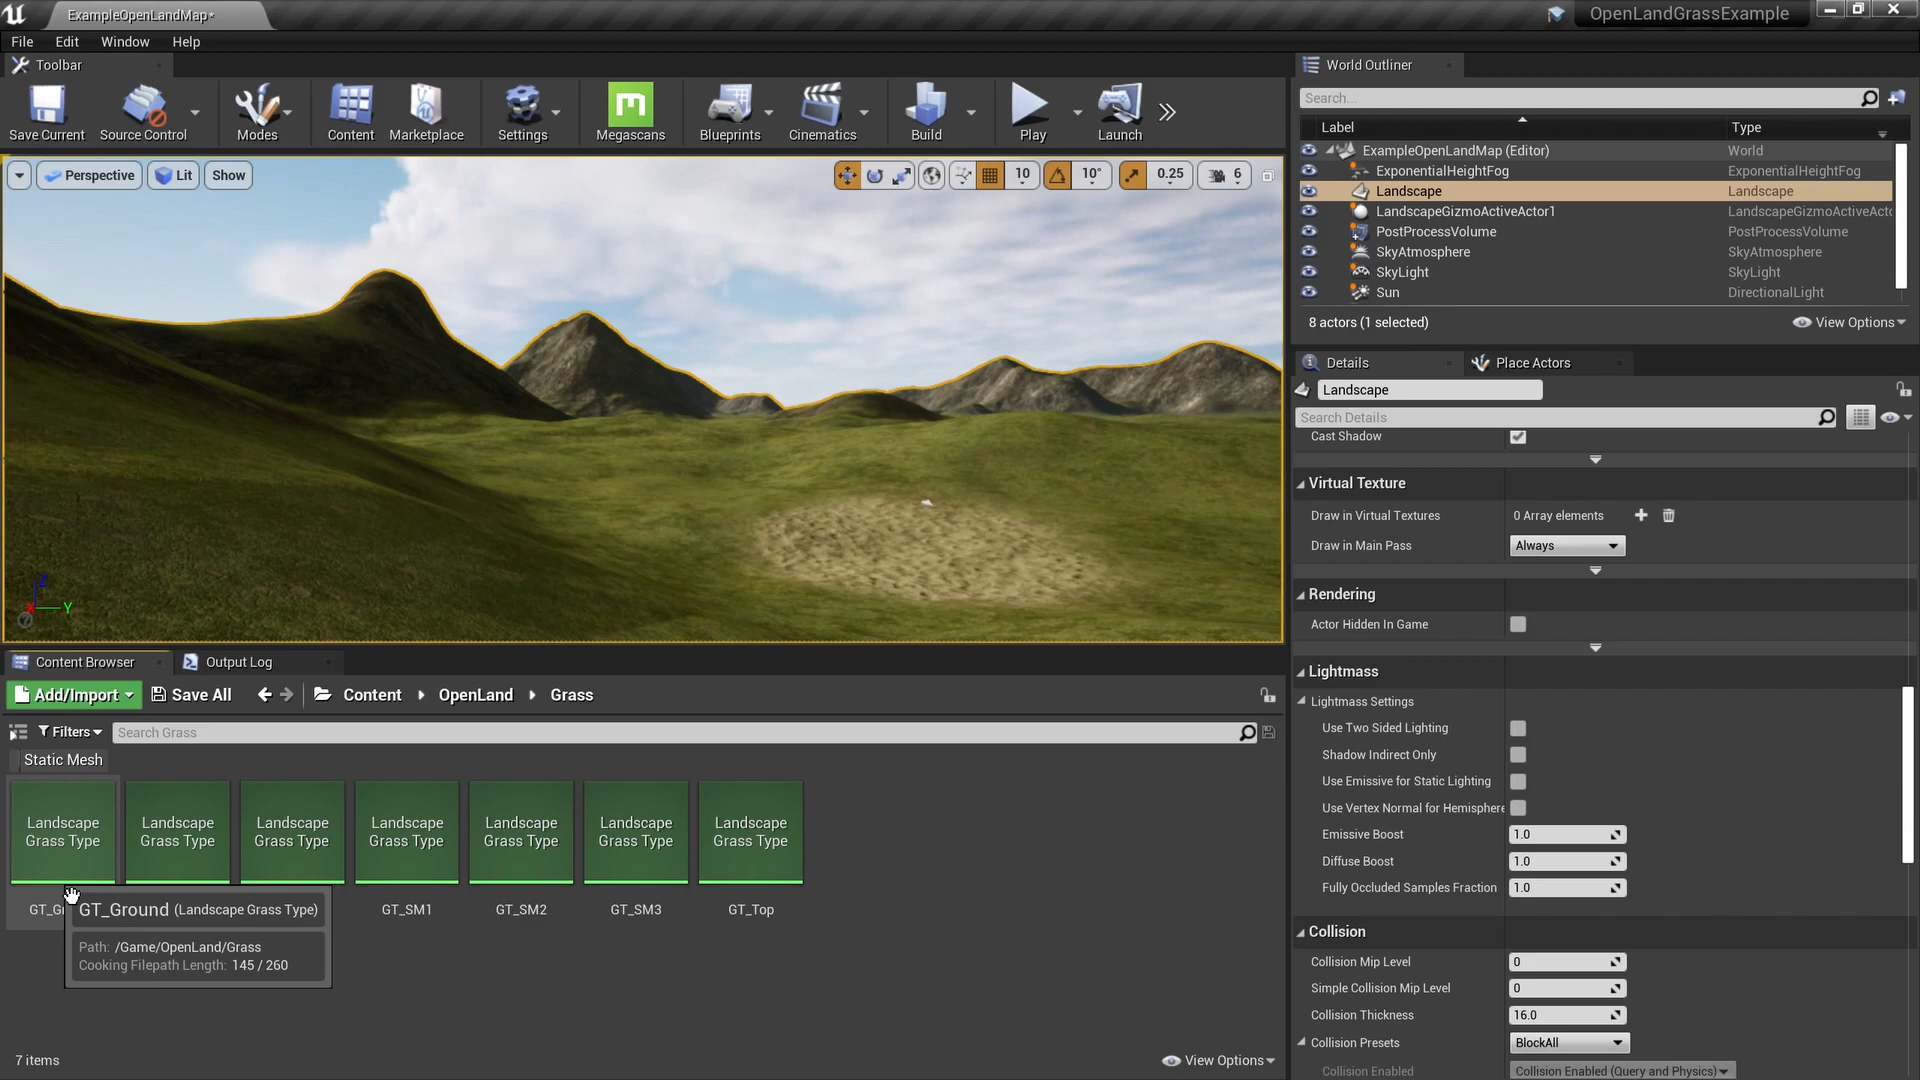 ExampleOpenLandMap*
OpenLandGrassExample
File Edit Window Help
Toolbar
Save Current
Source Control
Modes
Content
Marketplace
Settings
Megascans
Blueprints
Cinematics
Build
Play
Launch
Perspective
Lit
Show
10
10°
0.25
6
Z
X
Y
World Outliner
Search...
Label Type
ExampleOpenLandMap (Editor) World
ExponentialHeightFog ExponentialHeightFog
Landscape Landscape
LandscapeGizmoActiveActor1 LandscapeGizmoActiveActo
PostProcessVolume PostProcessVolume
SkyAtmosphere SkyAtmosphere
SkyLight SkyLight
Sun DirectionalLight
8 actors (1 selected)
View Options
Details
Place Actors
Landscape
Search Details
Cast Shadow
Virtual Texture
Draw in Virtual Textures 0 Array elements
Draw in Main Pass Always
Rendering
Actor Hidden In Game
Lightmass
Lightmass Settings
Use Two Sided Lighting
Shadow Indirect Only
Use Emissive for Static Lighting
Use Vertex Normal for Hemisphere
Emissive Boost 1.0
Diffuse Boost 1.0
Fully Occluded Samples Fraction 1.0
Collision
Collision Mip Level 0
Simple Collision Mip Level 0
Collision Thickness 16.0
Collision Presets BlockAll
Collision Enabled Collision Enabled (Query and Physics)
Content Browser
Output Log
Add/Import
Save All
Content
OpenLand
Grass
Filters
Search Grass
Static Mesh
Landscape
Grass Type
Landscape
Grass Type
Landscape
Grass Type
Landscape
Grass Type
Landscape
Grass Type
Landscape
Grass Type
Landscape
Grass Type
GT_Gr
GT_SM1
GT_SM2
GT_SM3
GT_Top
GT_Ground (Landscape Grass Type)
Path: /Game/OpenLand/Grass
Cooking Filepath Length: 145 / 260
7 items
View Options